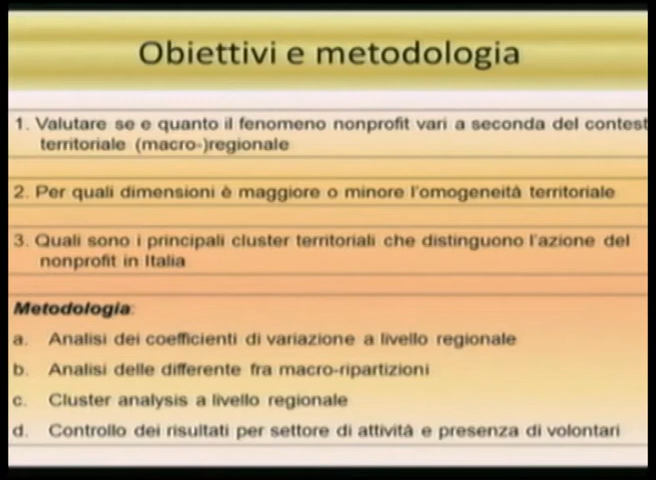 Obiettivi e metodologia
1. Valutare se e quanto il fenomeno nonprofit vari a seconda del contest
territoriale (macro-)regionale
2. Per quali dimensioni è maggiore o minore l'omogeneità territoriale
3. Quali sono i principali cluster territoriali che distinguono l'azione del
nonprofit in Italia
Metodologia:
a. Analisi dei coefficienti di variazione a livello regionale
b. Analisi delle differente fra macro-ripartizioni
c. Cluster analysis a livello regionale
d. Controllo dei risultati per settore di attività e presenza di volontari